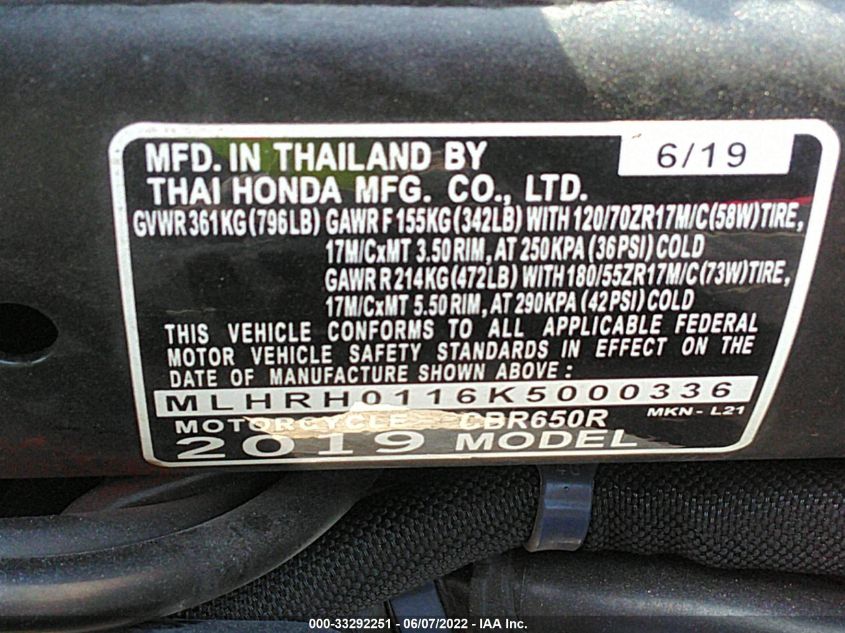 MFD. IN THAILAND BY 6/19
THAI HONDA MFG. CO., LTD.
GVWR 361KG (796LB) GAWR F 155KG (342LB) WITH 120/70ZR17M/C(58W)TIRE,
17M/CxMT 3.50 RIM, AT 250KPA (36PSI) COLD
GAWR R 214KG (472LB) WITH 180/55ZR17M/C(73W)TIRE,
17M/CxMT 5.50 RIM, AT 290KPA (42PSI) COLD
THIS VEHICLE CONFORMS TO ALL APPLICABLE FEDERAL
MOTOR VEHICLE SAFETY STANDARDS IN EFFECT ON THE
DATE OF MANUFACTURE SHOWN ABOVE :
MLHRH0116K5000336
MOTORCYCLE CBR650R MKN - L21
2019 MODEL
000-33292251 - 06/07/2022 - IAA Inc.